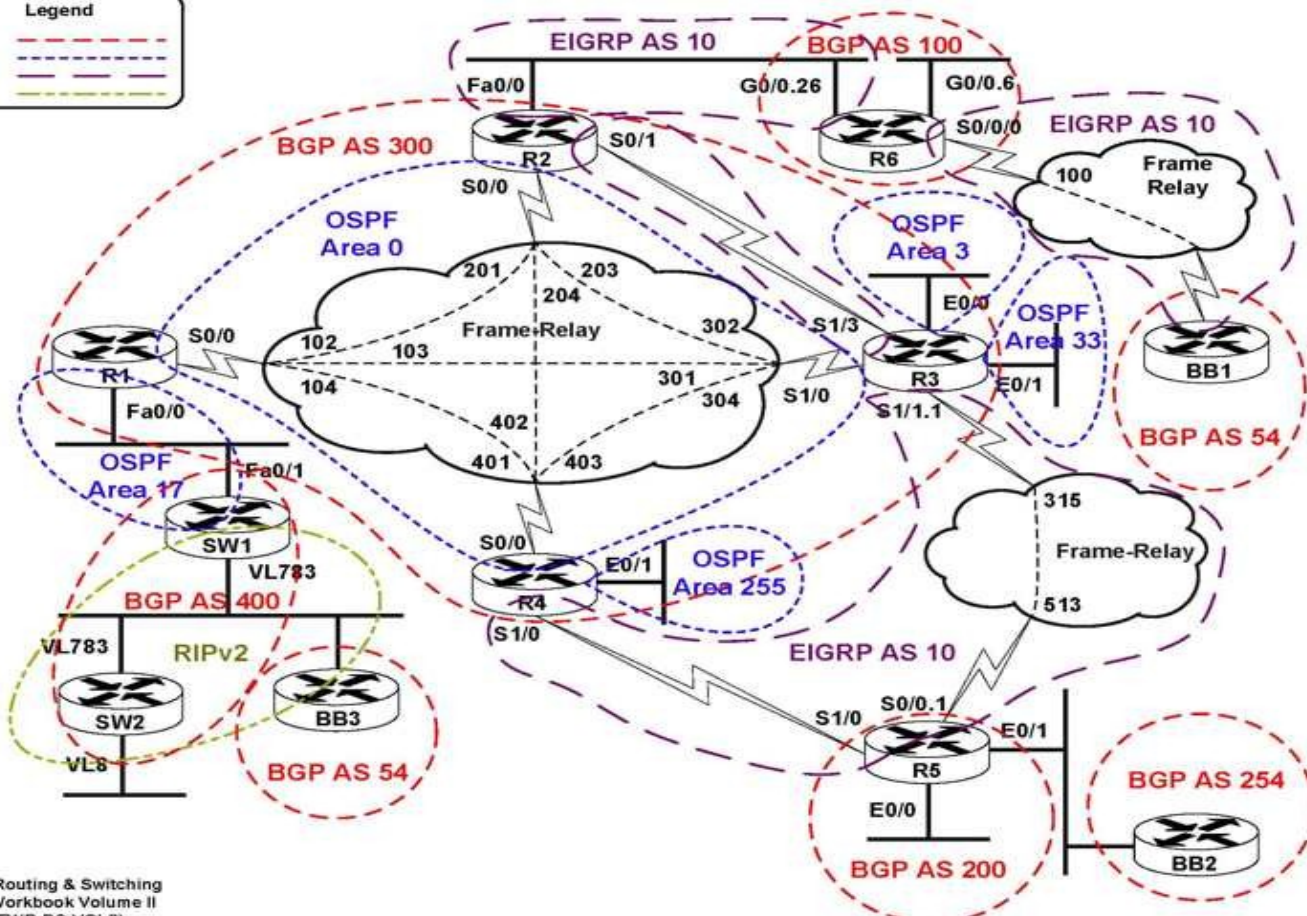 Legend
EIGRP AS 10
BGP AS 100
Fa0/0
G0/0.26
G0/0.6
BGP AS 300
R2
S0/1
R6
S0/0/0
EIGRP AS 10
100
Frame
Relay
S0/0
OSPF
Area 0
OSPF
Area 3
201
203
204
E0/0
OSPF
Area 33
S0/0
102
103
Frame-Relay
302
S1/3
R1
R3
BB1
104
301
304
S1/0
E0/1
Fa0/0
402
S1/1.1
BGP AS 54
401
403
OSPF
Area 17
Fa0/1
315
SW1
S0/0
E0/1
OSPF
Area 255
Frame-Relay
VL783
R4
BGP AS 400
513
S1/0
VL783
RIPv2
EIGRP AS 10
SW2
BB3
S1/0
S0/0.1
E0/1
VL8
BGP AS 54
R5
BGP AS 254
E0/0
BB2
BGP AS 200
Routing & Switching
Workbook Volume II